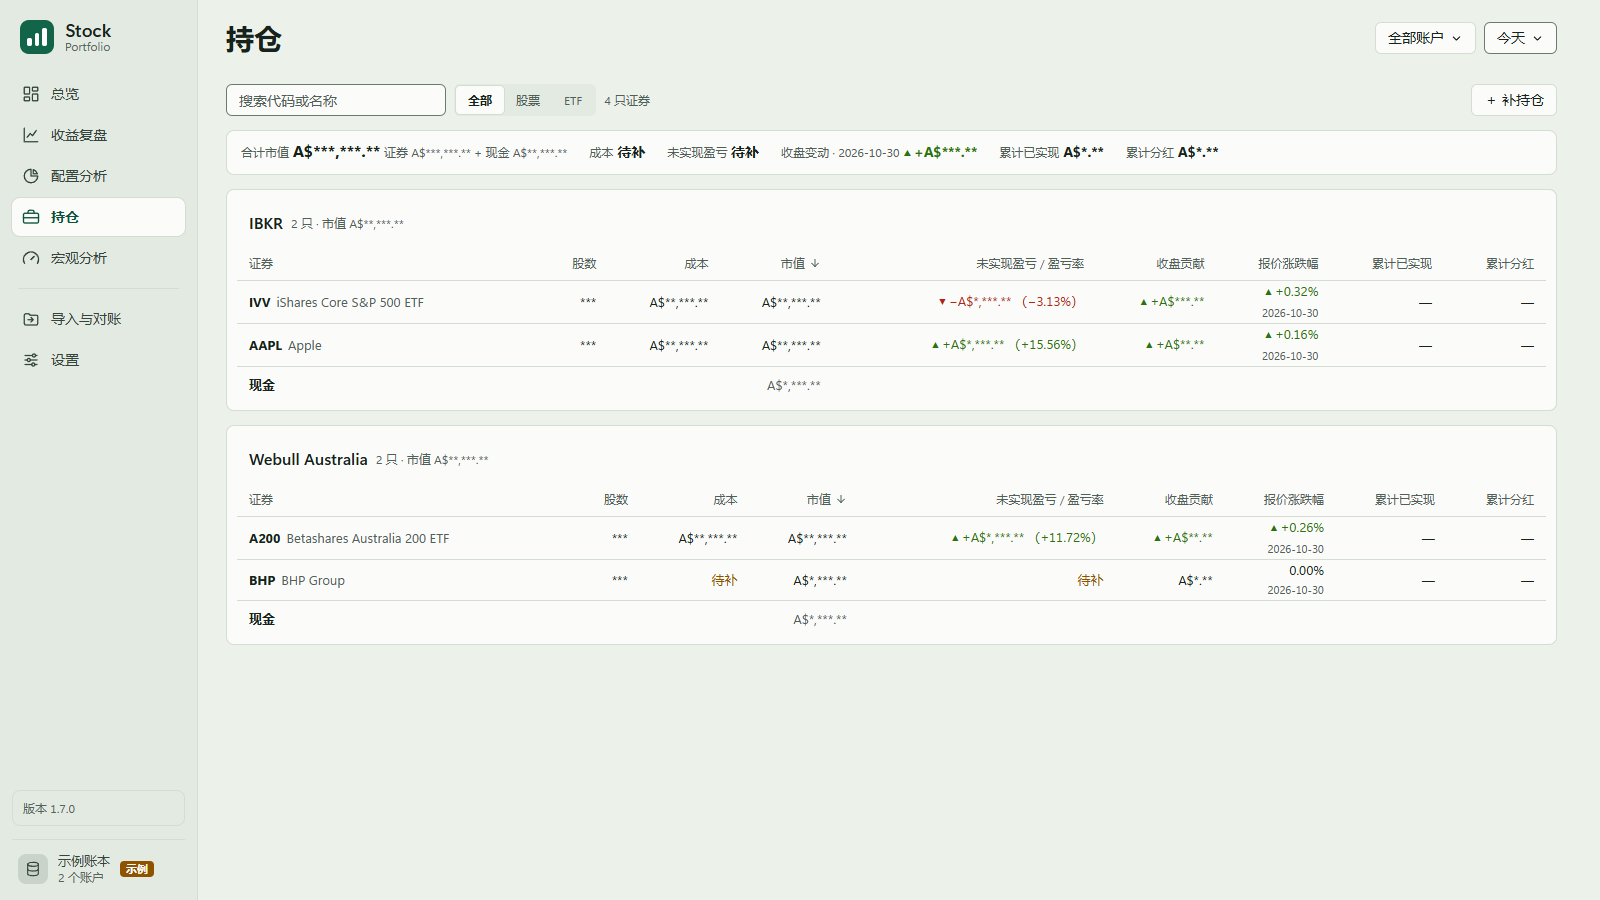 Stock
Portfolio
总览
收益复盘
配置分析
持仓
宏观分析
导入与对账
设置
版本 1.7.0
示例账本
2 个账户
示例
持仓
全部账户
今天
搜索代码或名称
全部 股票 ETF 4 只证券
+ 补持仓
合计市值 A$***,***.** 证券 A$***,***.** + 现金 A$**,***.** 成本 待补 未实现盈亏 待补 收盘变动 · 2026-10-30 ▲ +A$***.** 累计已实现 A$*.** 累计分红 A$*.**
IBKR 2 只 · 市值 A$**,***.**
证券 股数 成本 市值 ↓ 未实现盈亏 / 盈亏率 收盘贡献 报价涨跌幅 累计已实现 累计分红
IVV iShares Core S&P 500 ETF *** A$**,***.** A$**,***.** ▼ −A$*,***.** (−3.13%) ▲ +A$***.** ▲ +0.32% — —
2026-10-30
AAPL Apple *** A$**,***.** A$**,***.** ▲ +A$*,***.** (+15.56%) ▲ +A$**.** ▲ +0.16% — —
2026-10-30
现金 A$*,***.**
Webull Australia 2 只 · 市值 A$**,***.**
证券 股数 成本 市值 ↓ 未实现盈亏 / 盈亏率 收盘贡献 报价涨跌幅 累计已实现 累计分红
A200 Betashares Australia 200 ETF *** A$**,***.** A$**,***.** ▲ +A$*,***.** (+11.72%) ▲ +A$**.** ▲ +0.26% — —
2026-10-30
BHP BHP Group *** 待补 A$*,***.** 待补 A$*.** 0.00% — —
2026-10-30
现金 A$*,***.**